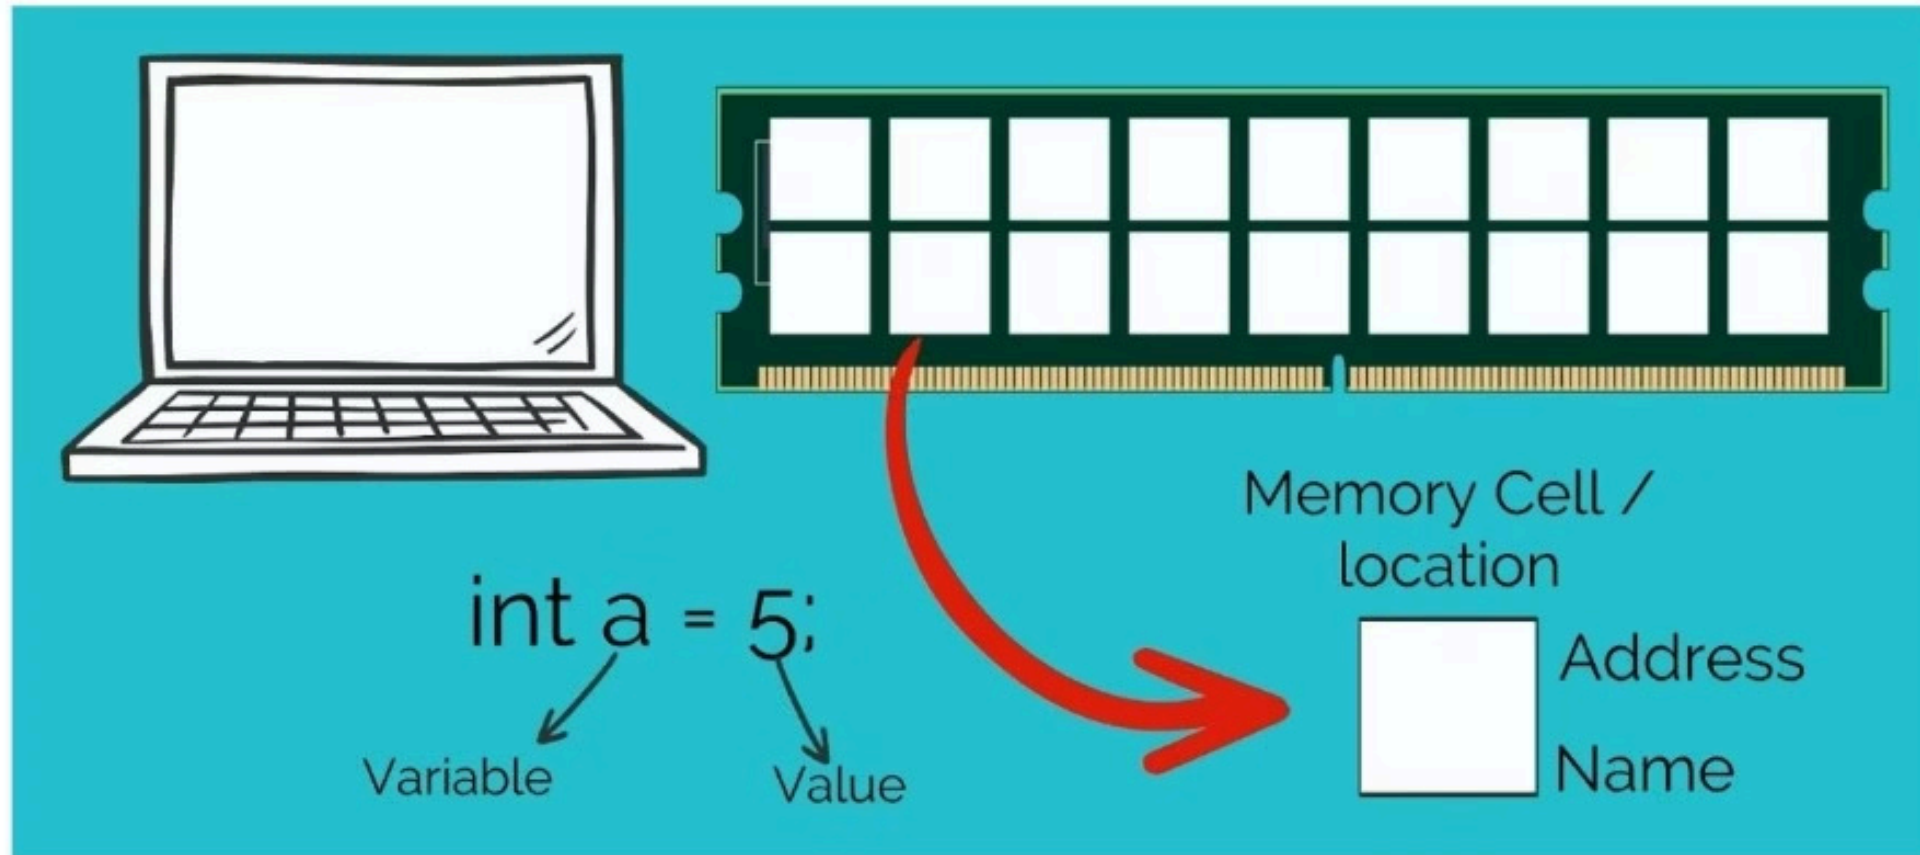 int a = 5;
Variable
Value
Memory Cell /
location
Address
Name